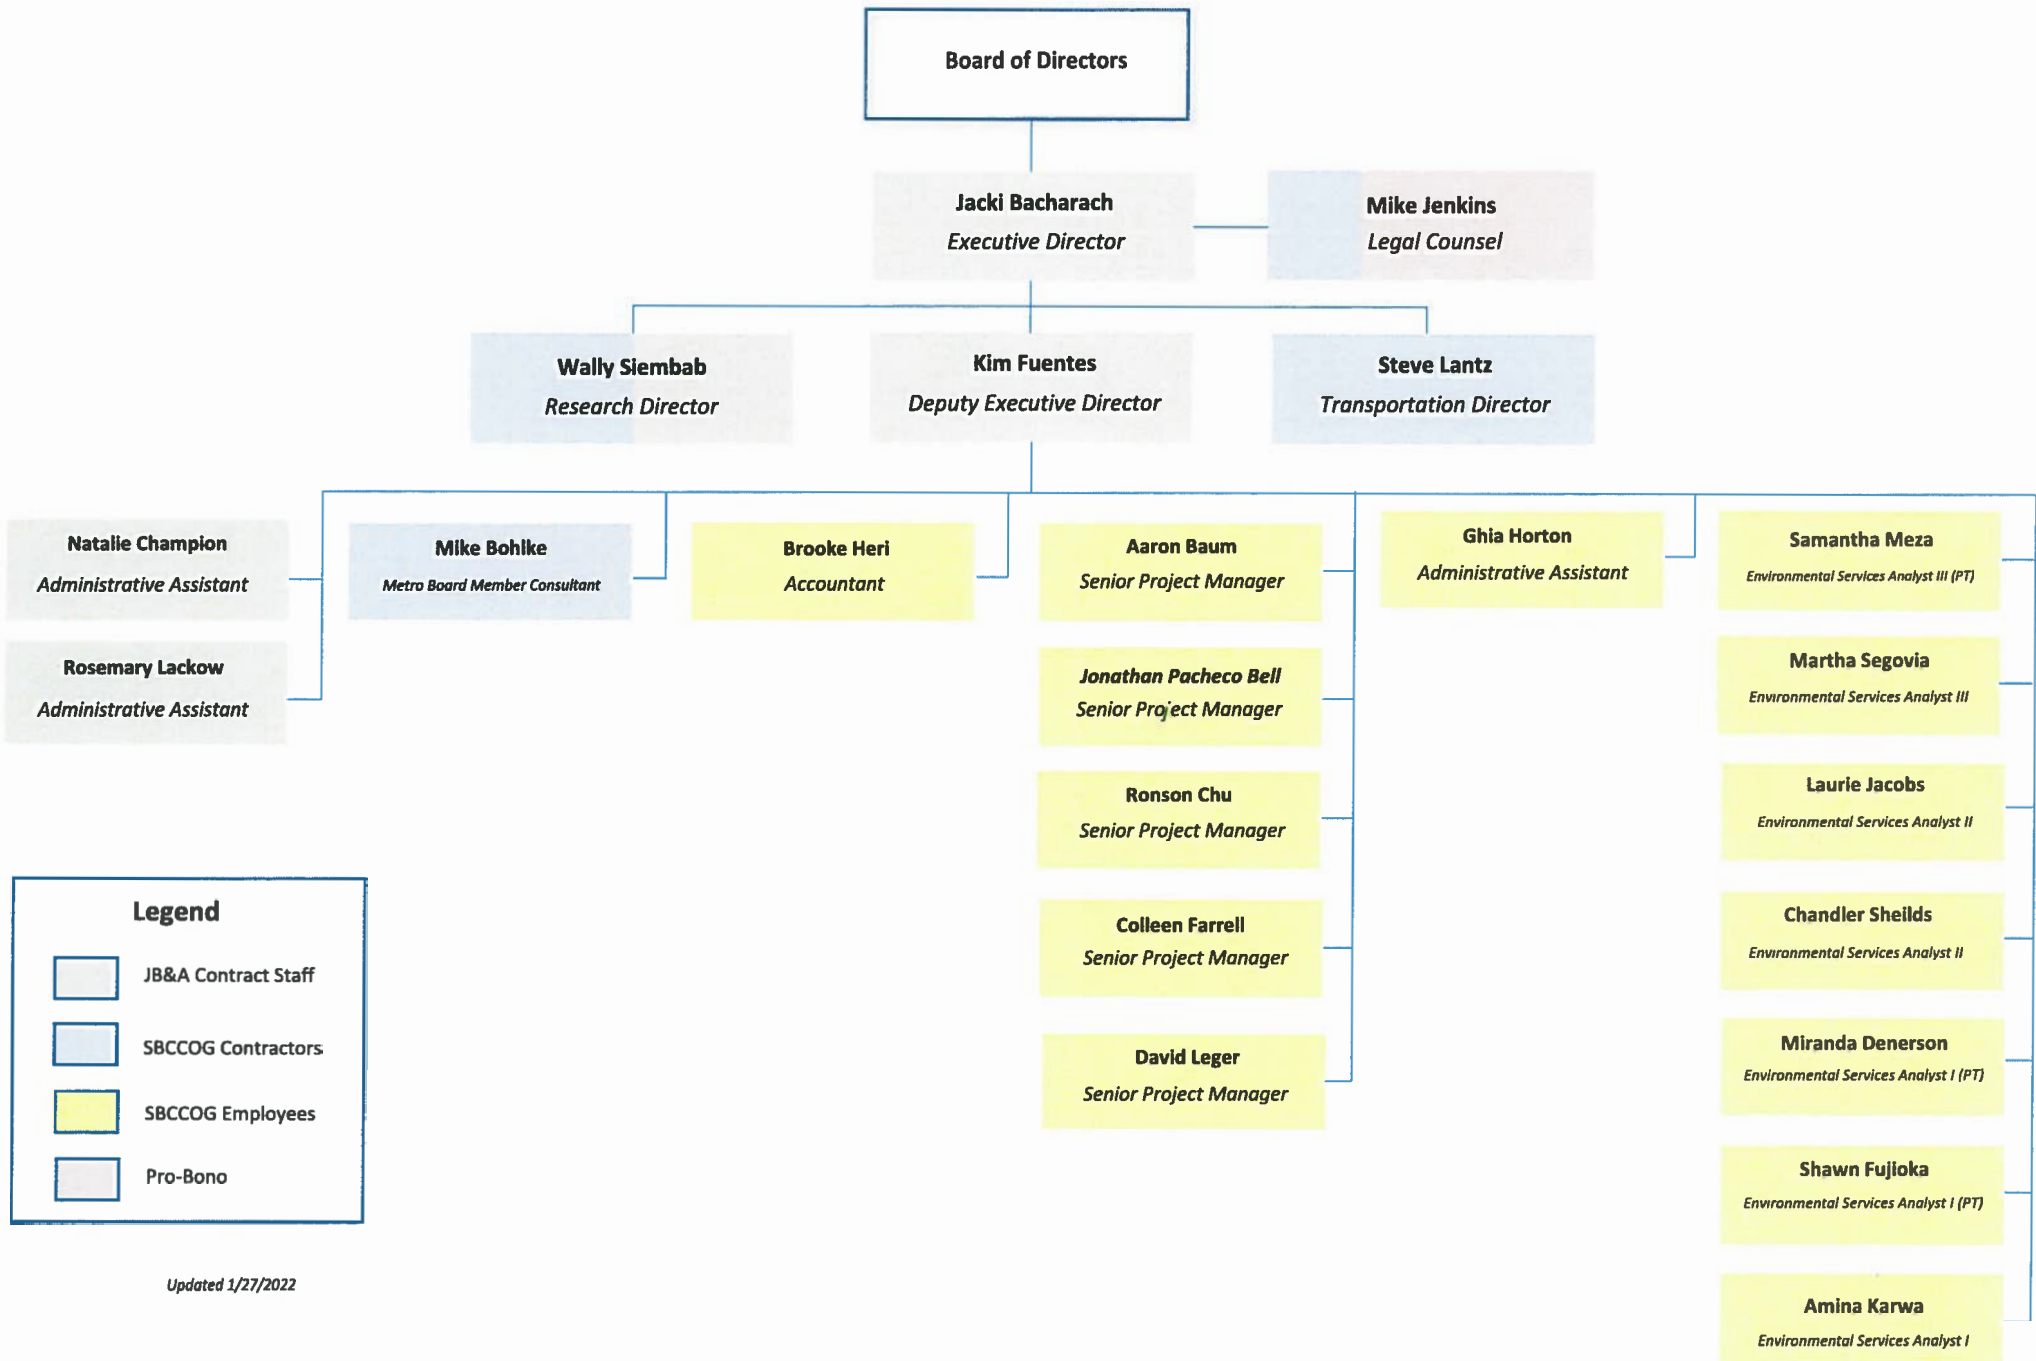 Board of Directors
Jacki Bacharach
Executive Director
Mike Jenkins
Legal Counsel
Wally Siembab
Research Director
Kim Fuentes
Deputy Executive Director
Steve Lantz
Transportation Director
Natalie Champion
Administrative Assistant
Rosemary Lackow
Administrative Assistant
Mike Bohlke
Metro Board Member Consultant
Brooke Heri
Accountant
Aaron Baum
Senior Project Manager
Jonathan Pacheco Bell
Senior Project Manager
Ronson Chu
Senior Project Manager
Colleen Farrell
Senior Project Manager
David Leger
Senior Project Manager
Ghia Horton
Administrative Assistant
Samantha Meza
Environmental Services Analyst III (PT)
Martha Segovia
Environmental Services Analyst III
Laurie Jacobs
Environmental Services Analyst II
Chandler Sheilds
Environmental Services Analyst II
Miranda Denerson
Environmental Services Analyst I (PT)
Shawn Fujioka
Environmental Services Analyst I (PT)
Amina Karwa
Environmental Services Analyst I
Legend
JB&A Contract Staff
SBCCOG Contractors
SBCCOG Employees
Pro-Bono
Updated 1/27/2022